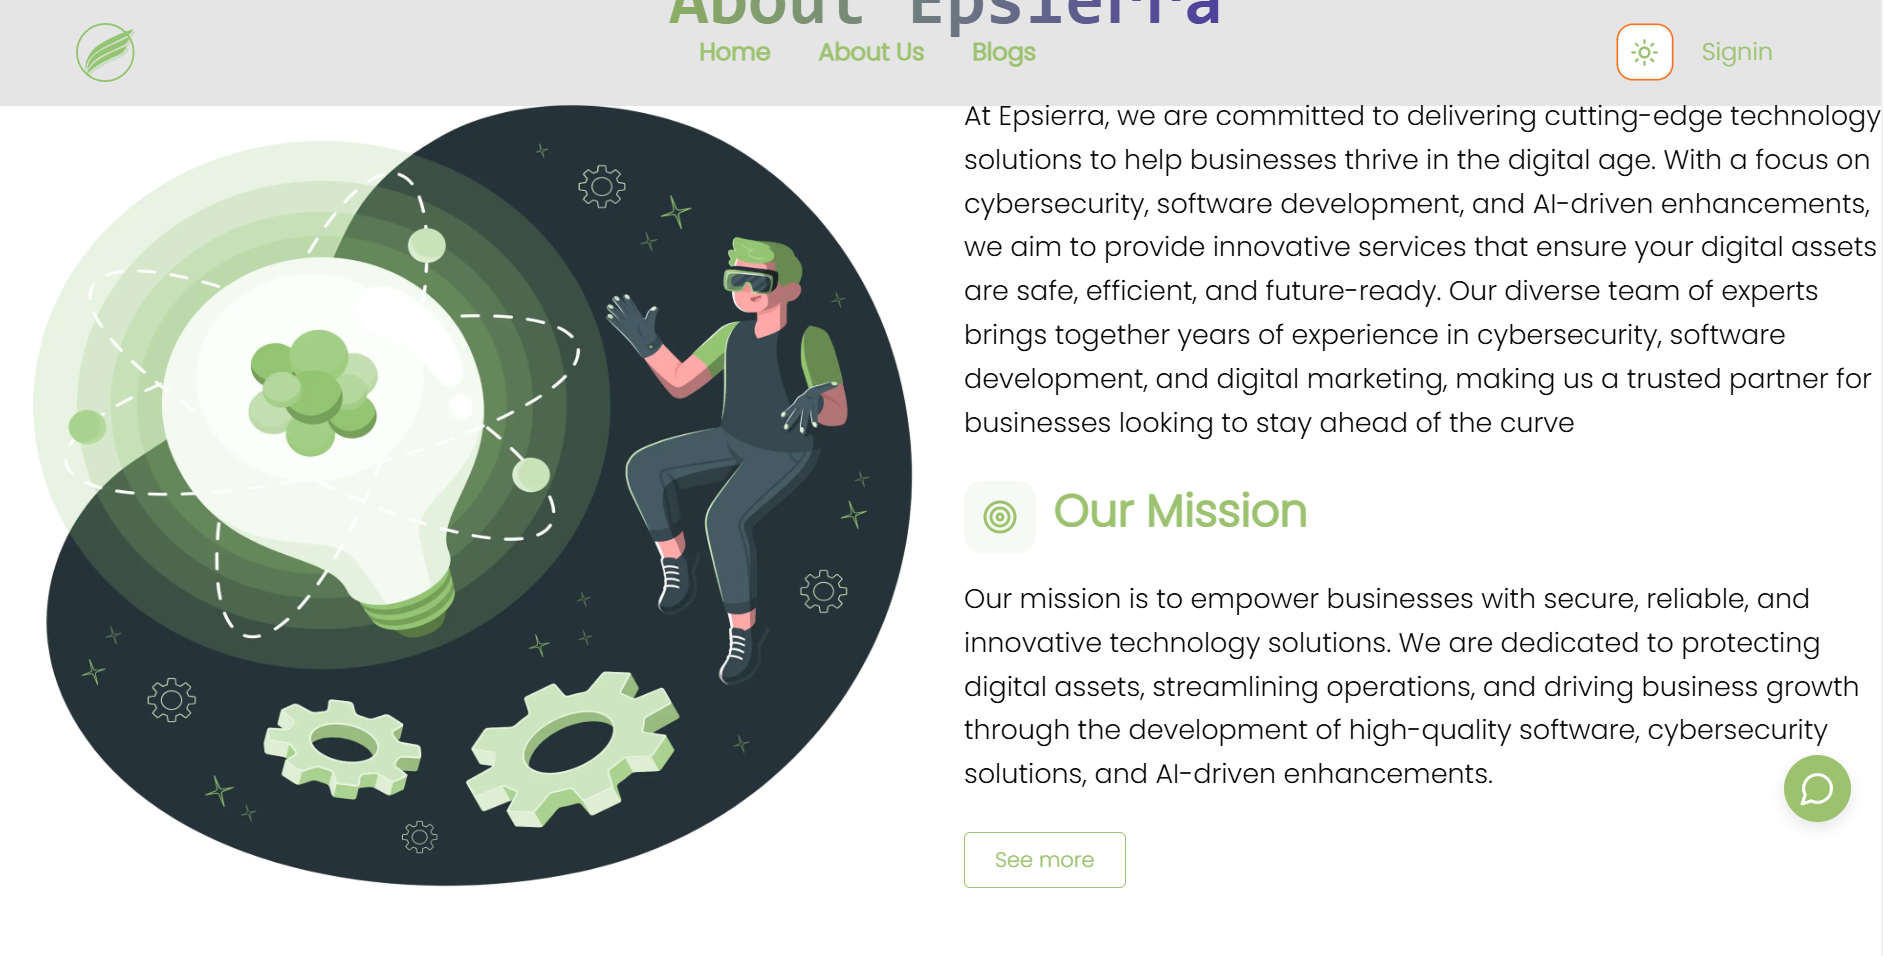 About Epsierra
Home About Us Blogs
Signin
At Epsierra, we are committed to delivering cutting-edge technology
solutions to help businesses thrive in the digital age. With a focus on
cybersecurity, software development, and AI-driven enhancements,
we aim to provide innovative services that ensure your digital assets
are safe, efficient, and future-ready. Our diverse team of experts
brings together years of experience in cybersecurity, software
development, and digital marketing, making us a trusted partner for
businesses looking to stay ahead of the curve
Our Mission
Our mission is to empower businesses with secure, reliable, and
innovative technology solutions. We are dedicated to protecting
digital assets, streamlining operations, and driving business growth
through the development of high-quality software, cybersecurity
solutions, and AI-driven enhancements.
See more